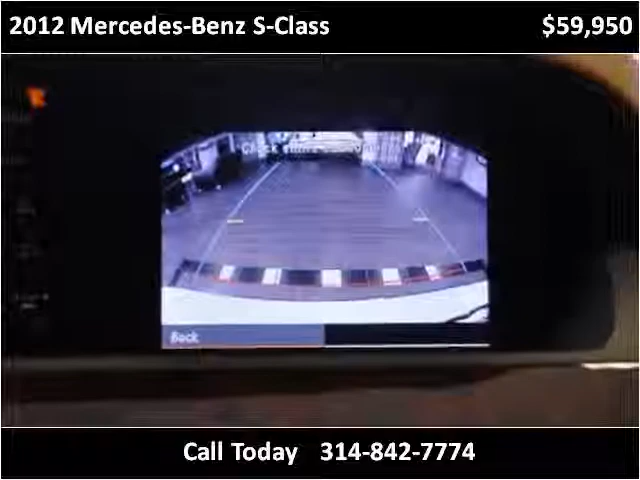 2012 Mercedes-Benz S-Class $59,950
Back
Call Today 314-842-7774